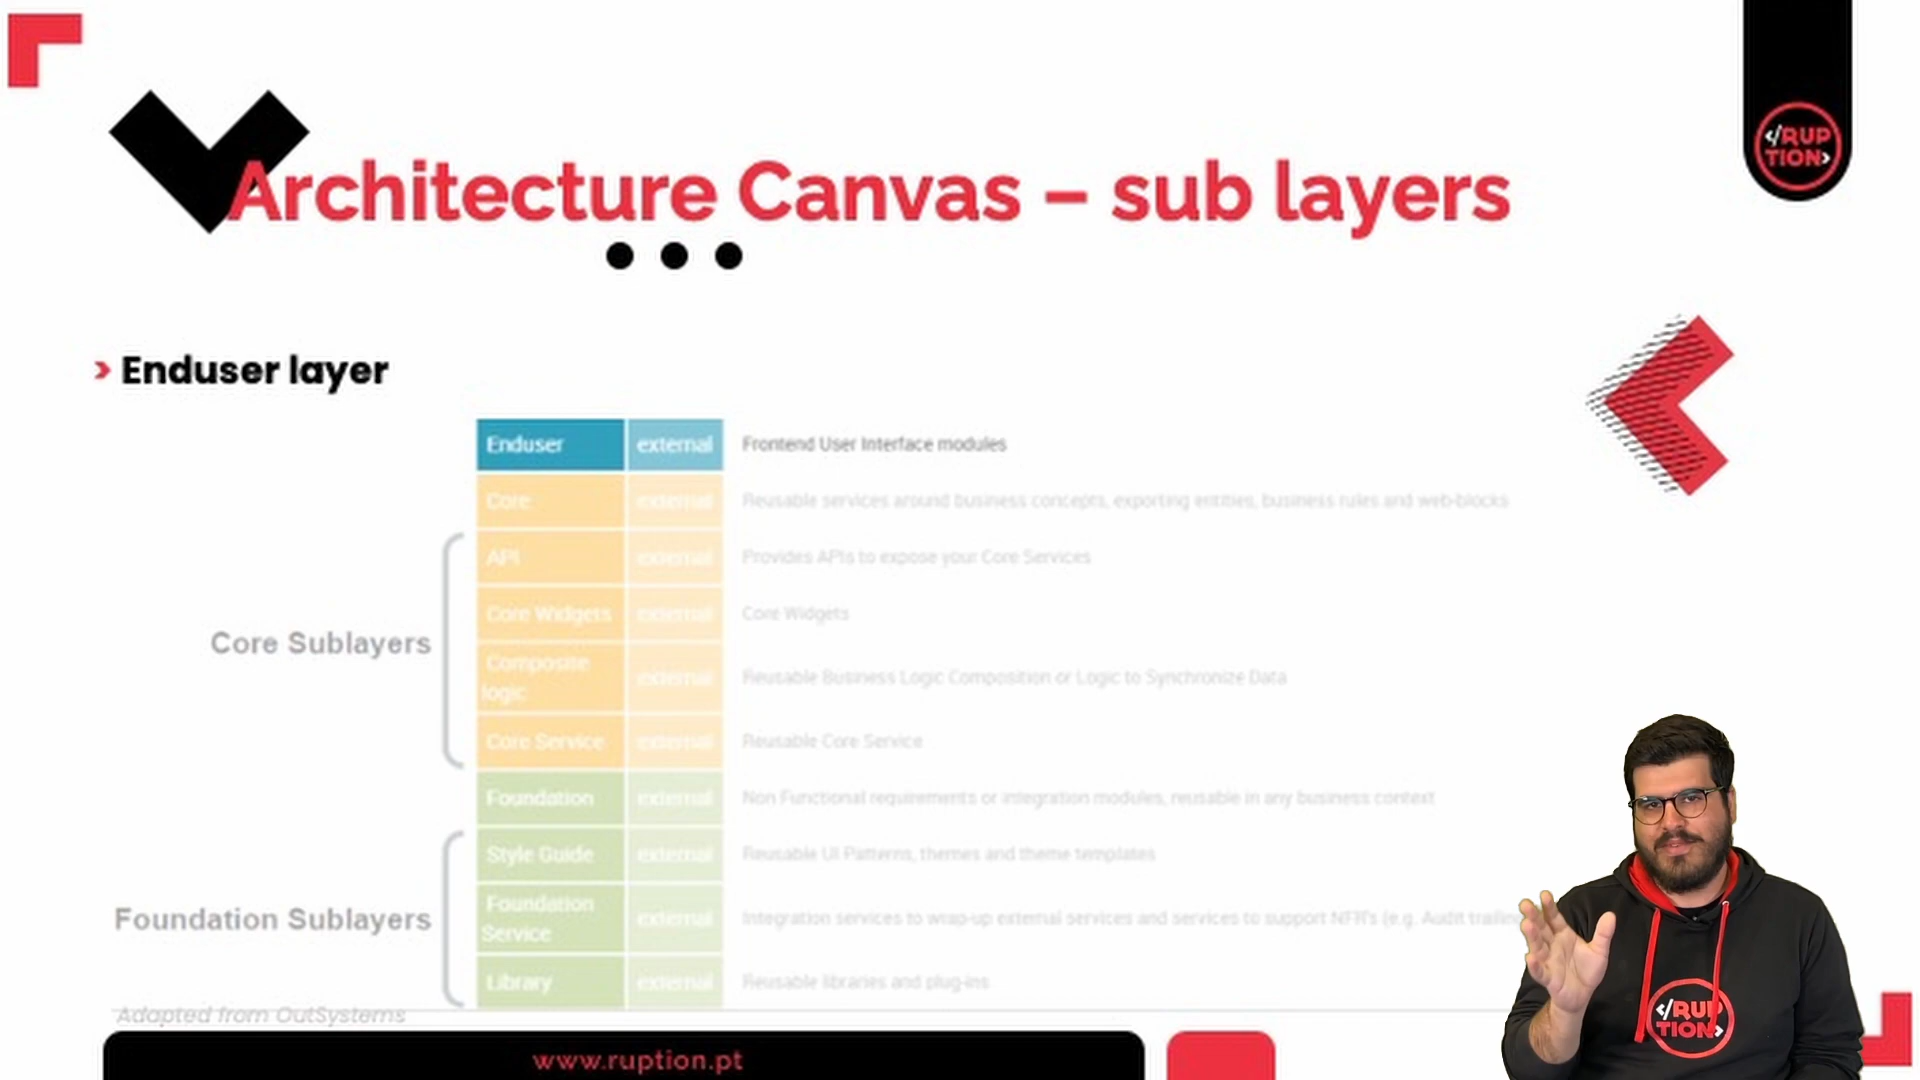 </RUP
TION>
Architecture Canvas – sub layers
> Enduser layer
Enduser external Frontend User Interface modules
Core external Reusable services around business concepts, exporting entities, business rules and web-blocks
API external Provides APIs to expose your Core Services
Core Widgets external Core Widgets
Core Sublayers
Composite
logic external Reusable Business Logic Composition or Logic to Synchronize Data
Core Service external Reusable Core Service
Foundation external Non Functional requirements or integration modules, reusable in any business context
Style Guide external Reusable UI Patterns, themes and theme templates
Foundation Sublayers
Foundation
Service external Integration services to wrap-up external services and services to support NFR's (e.g. Audit trailing
Library external Reusable libraries and plug-ins
Adapted from OutSystems
www.ruption.pt
</RUP
TION>